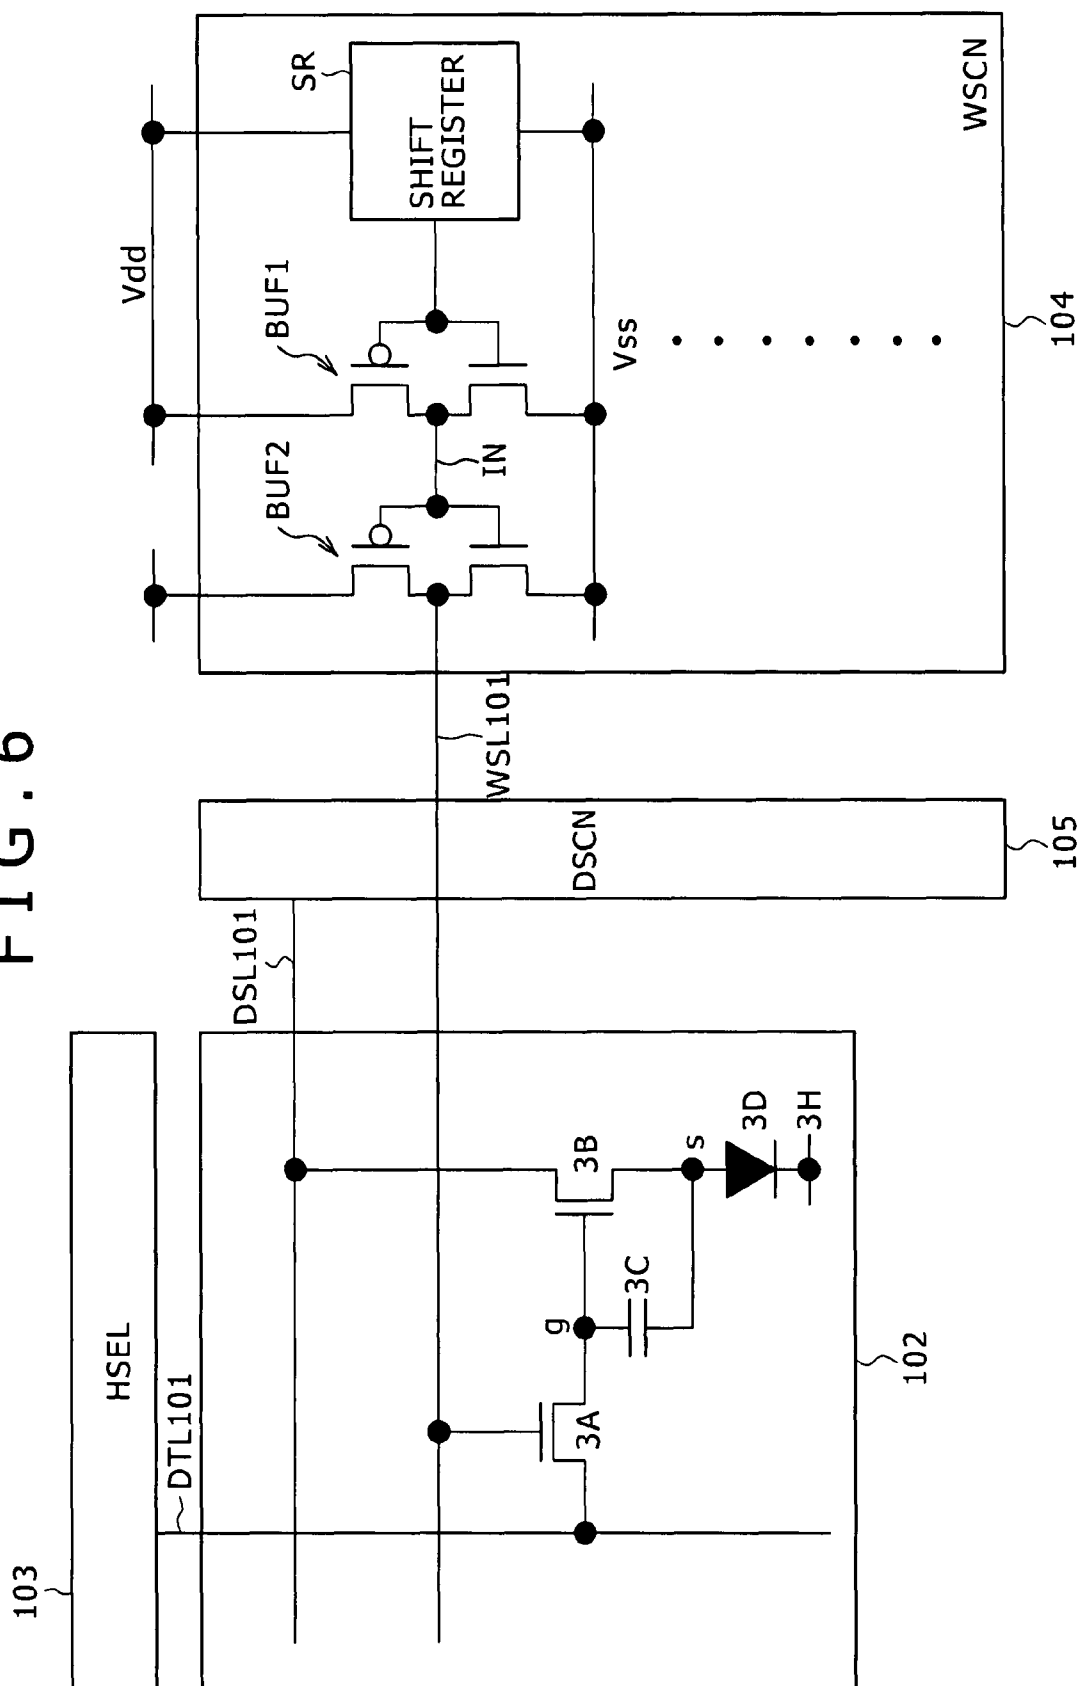 FIG.6
103
HSEL
DTL101
DSL101
WSL101
Vdd
SR
SHIFT
REGISTER
BUF1
BUF2
IN
Vss
WSCN
104
DSCN
105
3A
3B
3C
3D
3H
g
s
102